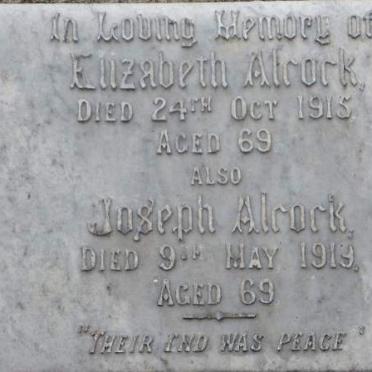 In Loving Memory of
Elizabeth Alcock,
DIED 24TH OCT 1915.
AGED 69
ALSO
Joseph Alcock,
DIED 9TH MAY 1919.
AGED 69
"THEIR END WAS PEACE"